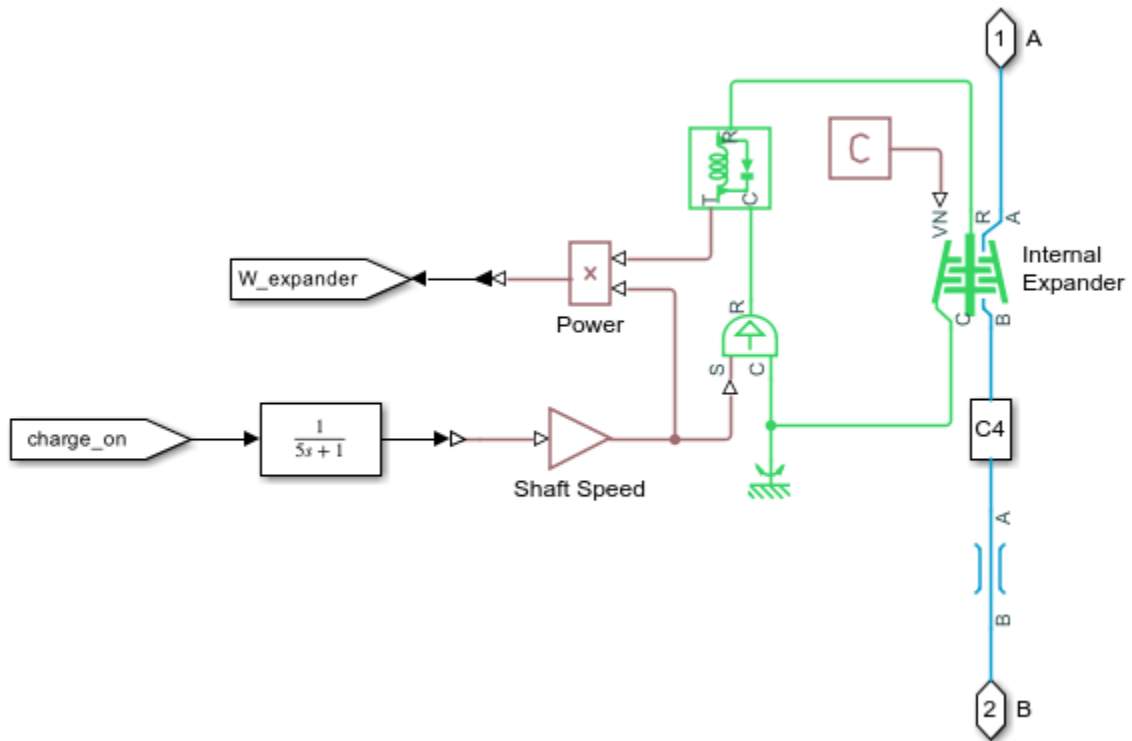 1
A
R
C
T
C
VN
R
A
Internal
Expander
W_expander
×
Power
R
C
B
S
C
charge_on
1
5s + 1
Shaft Speed
C4
A
B
2
B